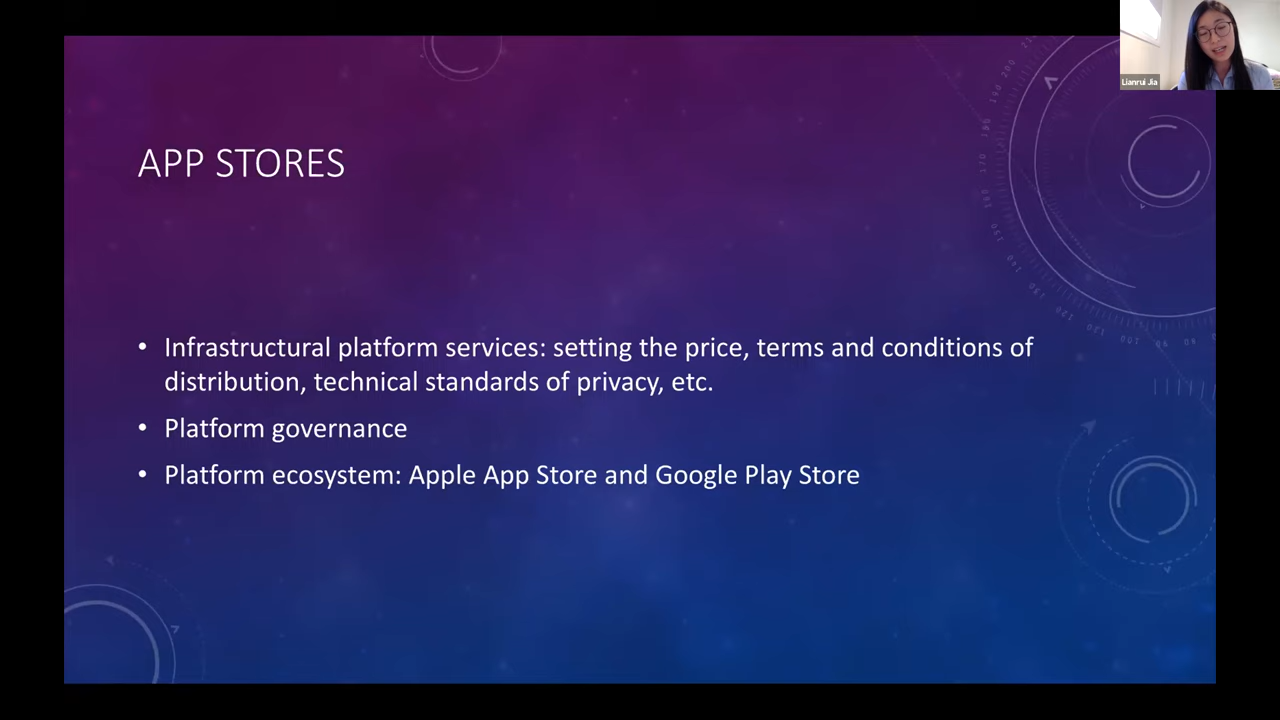 Lianrui Jia
APP STORES
• Infrastructural platform services: setting the price, terms and conditions of
distribution, technical standards of privacy, etc.
• Platform governance
• Platform ecosystem: Apple App Store and Google Play Store